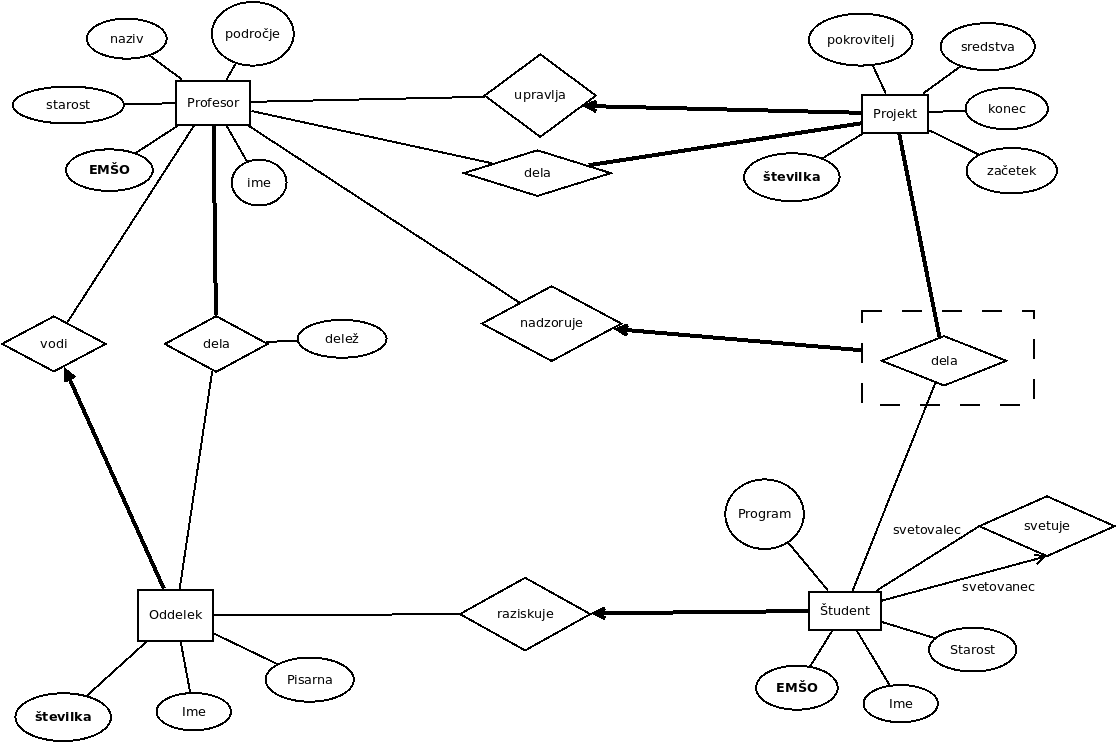 naziv
področje
pokrovitelj
sredstva
starost
Profesor
upravlja
Projekt
konec
EMŠO
ime
dela
številka
začetek
vodi
dela
delež
nadzoruje
dela
Program
svetovalec
svetuje
svetovanec
Oddelek
raziskuje
Študent
Starost
številka
Ime
Pisarna
EMŠO
Ime